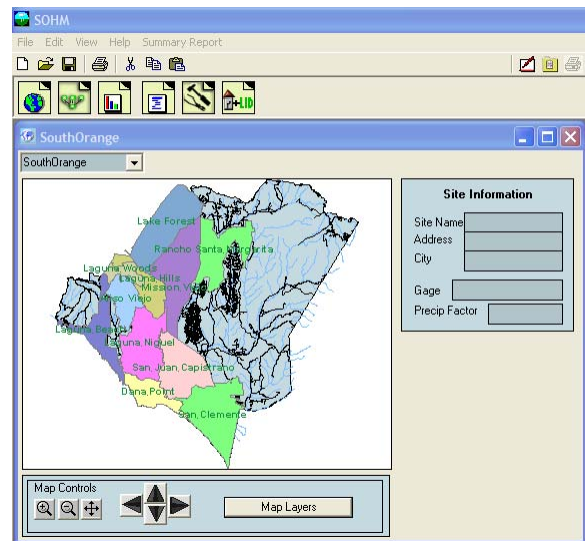 SOHM
File Edit View Help Summary Report
+LID
SouthOrange
SouthOrange
Site Information
Site Name
Address
City
Gage
Precip Factor
Lake Forest
Rancho Santa, Margarita
Laguna, Woods
Laguna, Hills
Mission, Viejo
Aliso Viejo
Laguna, Beach
Laguna, Niguel
San, Juan, Capistrano
Dana, Point
San, Clemente
Map Controls
Map Layers